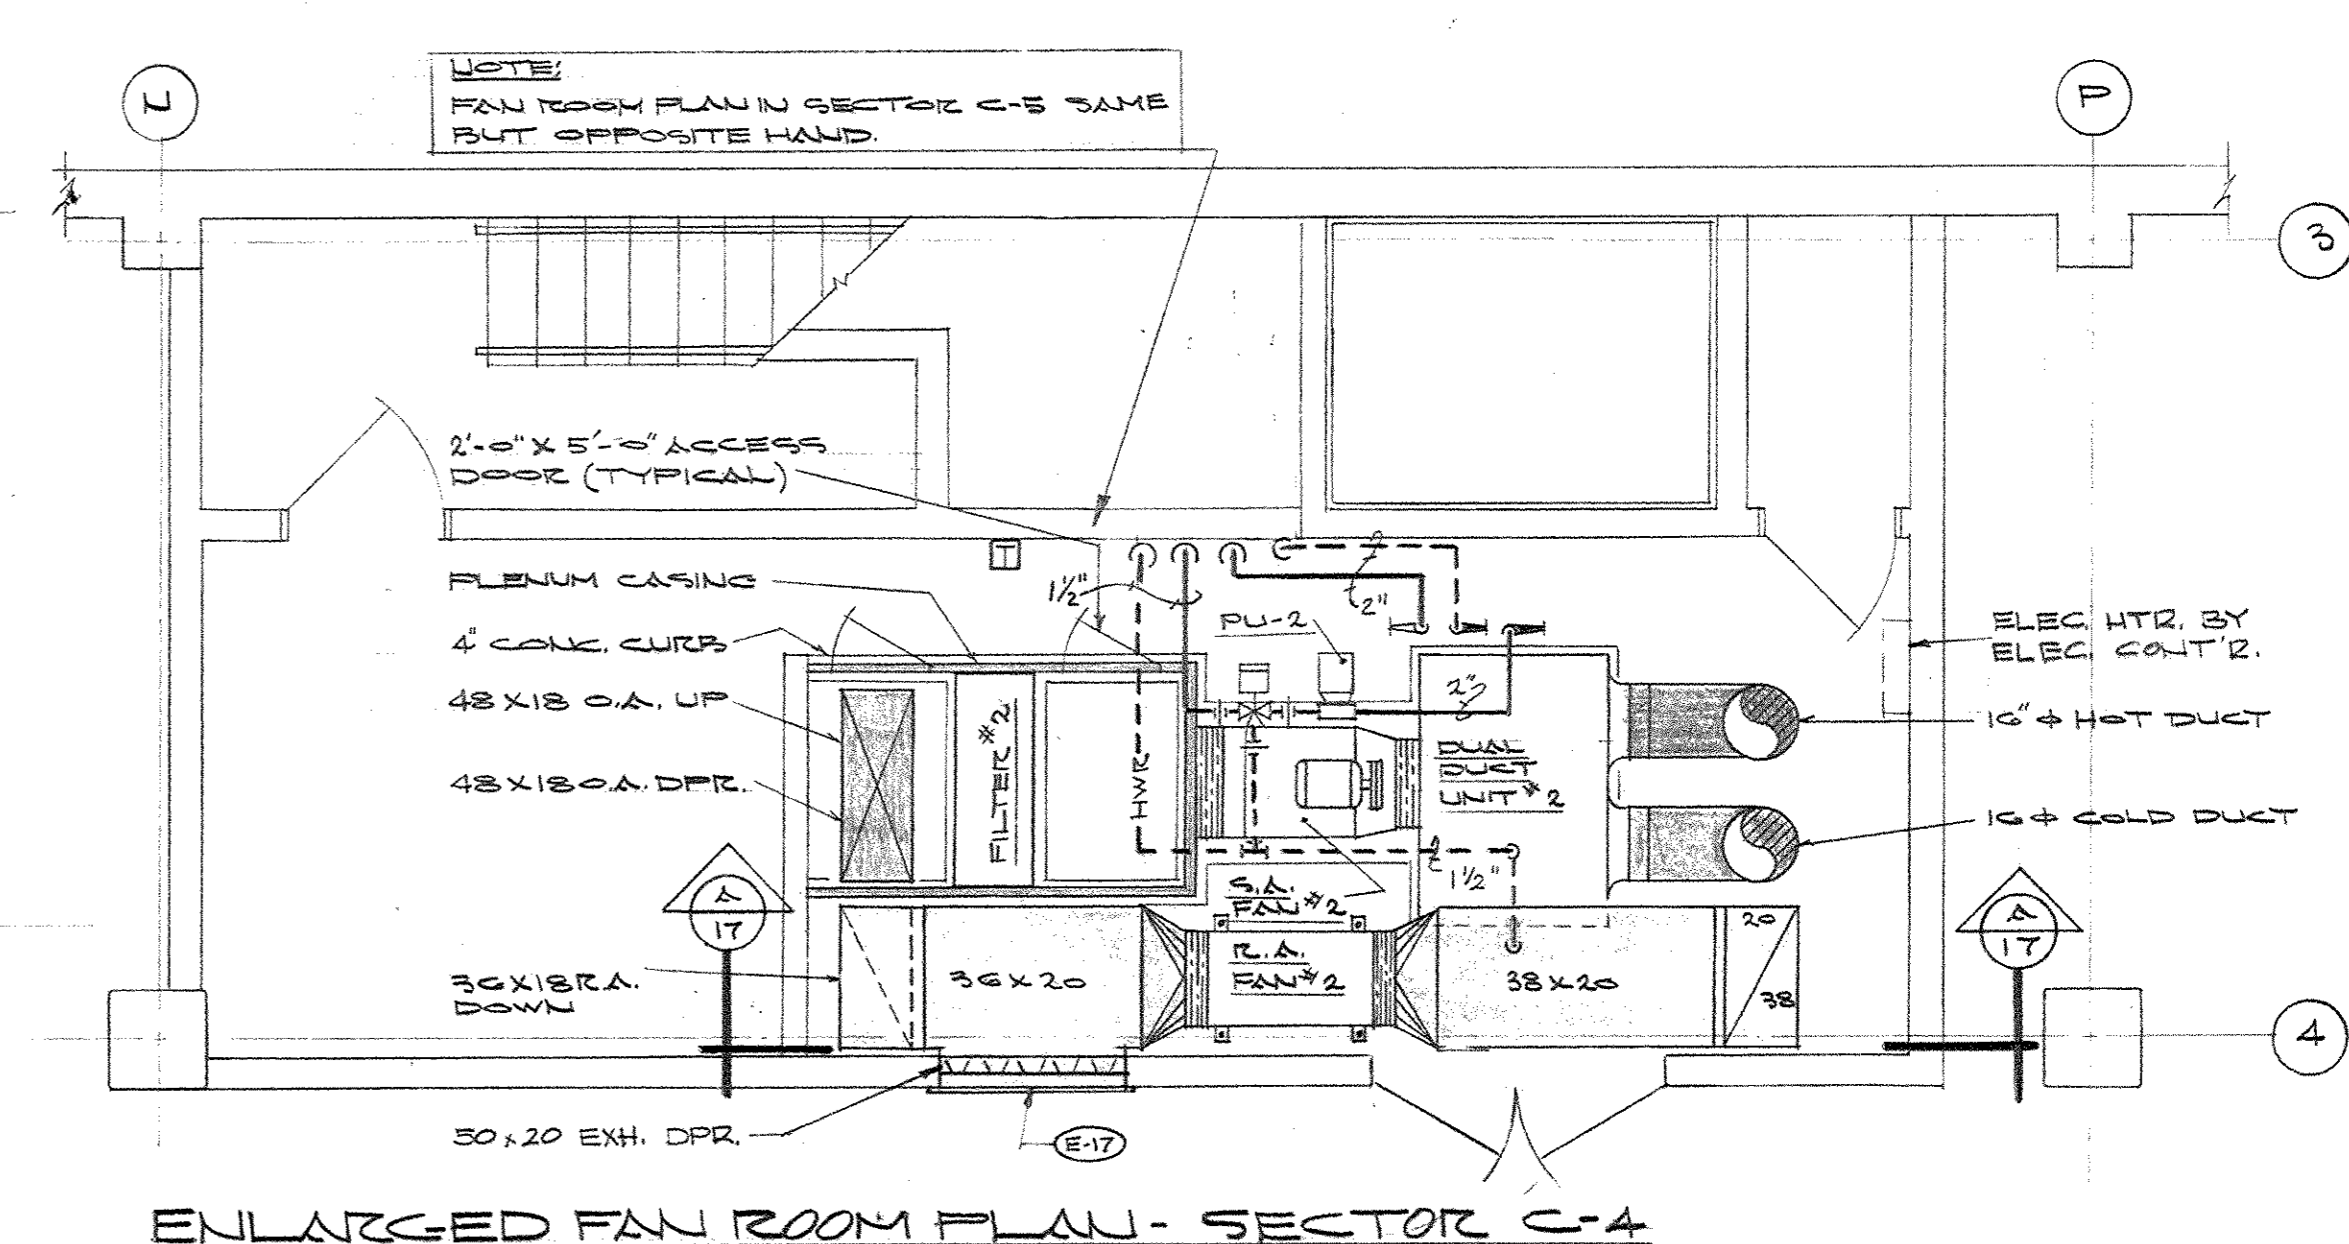 NOTE:
FAN ROOM PLAN IN SECTOR C-5 SAME
BUT OPPOSITE HAND.
N
P
3
2'-0" X 5'-0" ACCESS
DOOR (TYPICAL)
T
PLENUM CASING
1½"
2"
PU-2
4" CONC. CURB
ELEC. HTR. BY
ELEC. CONT'R.
48 X 18 O.A. UP
FILTER #2
2"
16" ϕ HOT DUCT
HWR
DUAL
DUCT
UNIT #2
48 X 18 O.A. DPR.
16 ϕ COLD DUCT
1½"
S.A.
FAN #2
A
17
A
17
20
38
R.A.
FAN #2
36 X 18 R.A.
DOWN
36 X 20
38 X 20
4
50 x 20 EXH. DPR.
E-17
ENLARGED FAN ROOM PLAN - SECTOR C-4